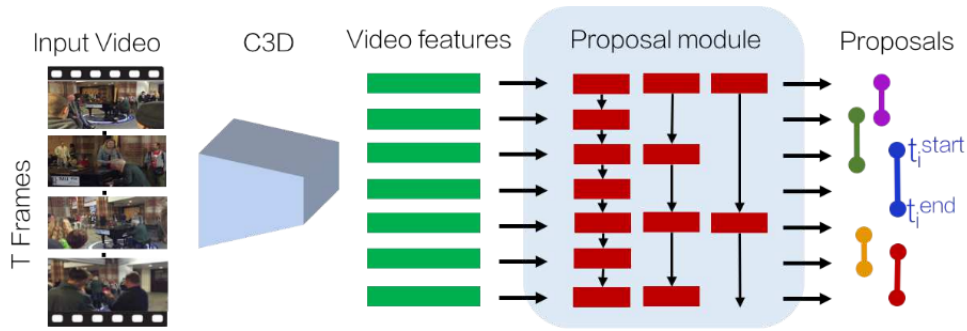 Input Video
C3D
Video features
Proposal module
Proposals
T Frames
t_i^start
t_i^end